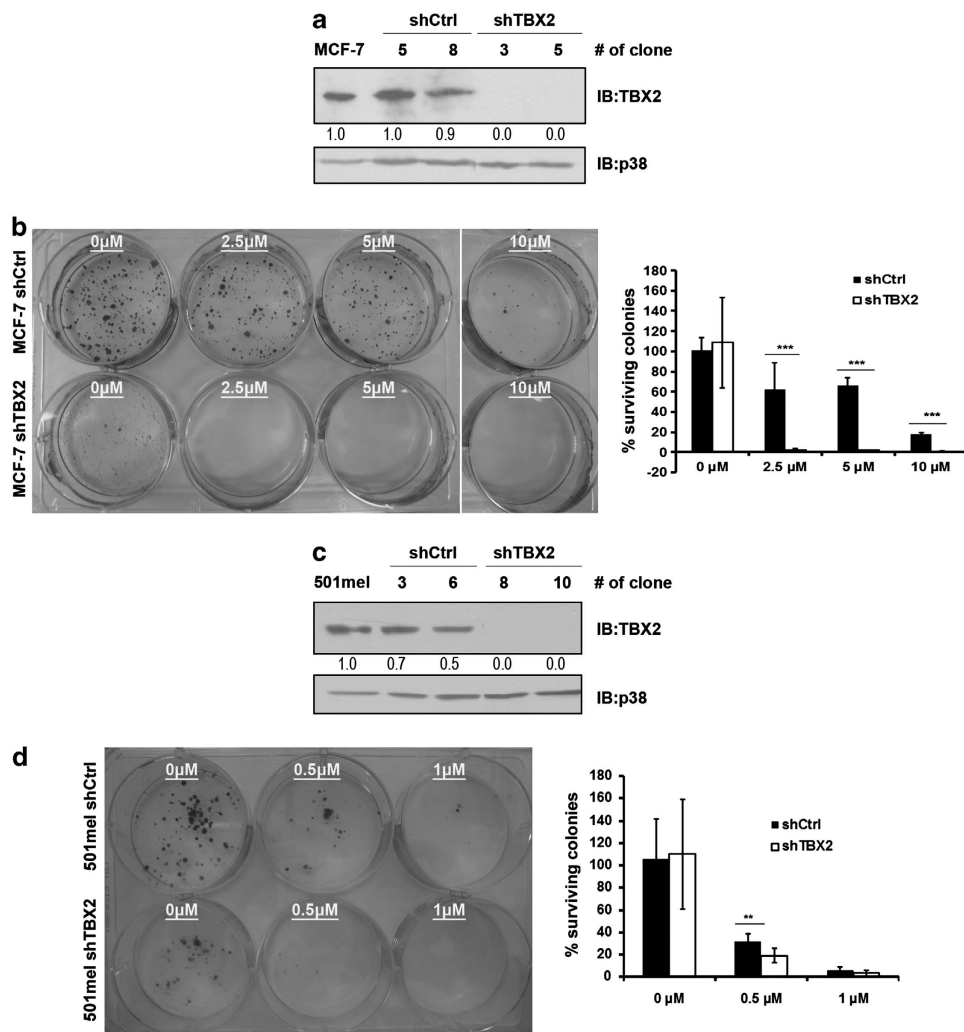 a
shCtrl shTBX2
MCF-7 5 8 3 5 # of clone
IB:TBX2
1.0 1.0 0.9 0.0 0.0
IB:p38
b
MCF-7 shCtrl
0µM 2.5µM 5µM 10µM
MCF-7 shTBX2
0µM 2.5µM 5µM 10µM
% surviving colonies
180
160
140
120
100
80
60
40
20
0
-20
shCtrl
shTBX2
*** *** ***
0 µM 2.5 µM 5 µM 10 µM
c
shCtrl shTBX2
501mel 3 6 8 10 # of clone
IB:TBX2
1.0 0.7 0.5 0.0 0.0
IB:p38
d
501mel shCtrl
0µM 0.5µM 1µM
501mel shTBX2
0µM 0.5µM 1µM
% surviving colonies
180
160
140
120
100
80
60
40
20
0
shCtrl
shTBX2
**
0 µM 0.5 µM 1 µM